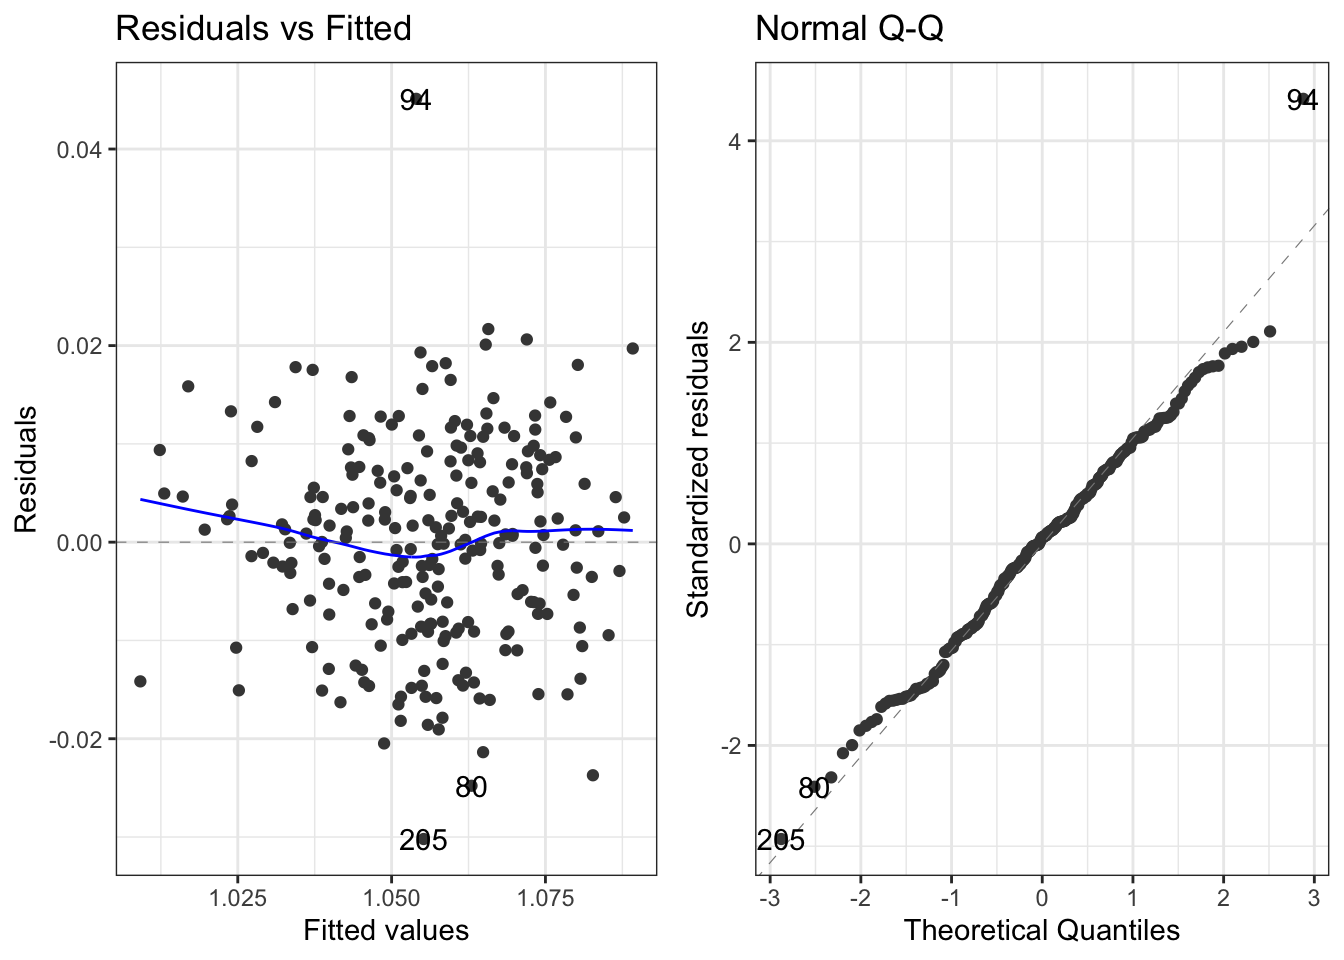 Residuals vs Fitted
94
0.04
0.02
0.00
-0.02
80
205
1.025 1.050 1.075
Fitted values
Residuals
Normal Q-Q
94
4
2
0
-2
80
205
-3 -2 -1 0 1 2 3
Theoretical Quantiles
Standardized residuals